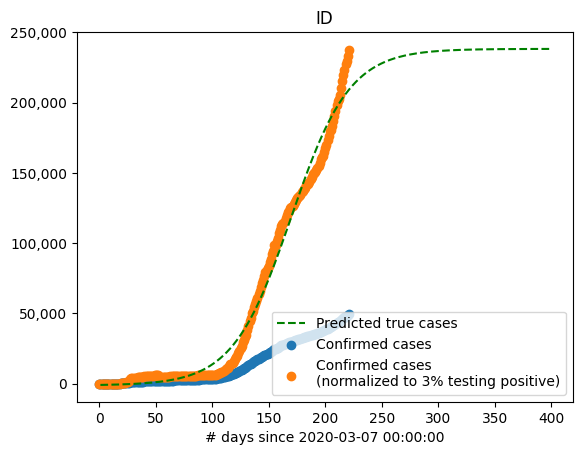 ID
250,000
200,000
150,000
100,000
50,000
0
Predicted true cases
Confirmed cases
Confirmed cases
(normalized to 3% testing positive)
0 50 100 150 200 250 300 350 400
# days since 2020-03-07 00:00:00